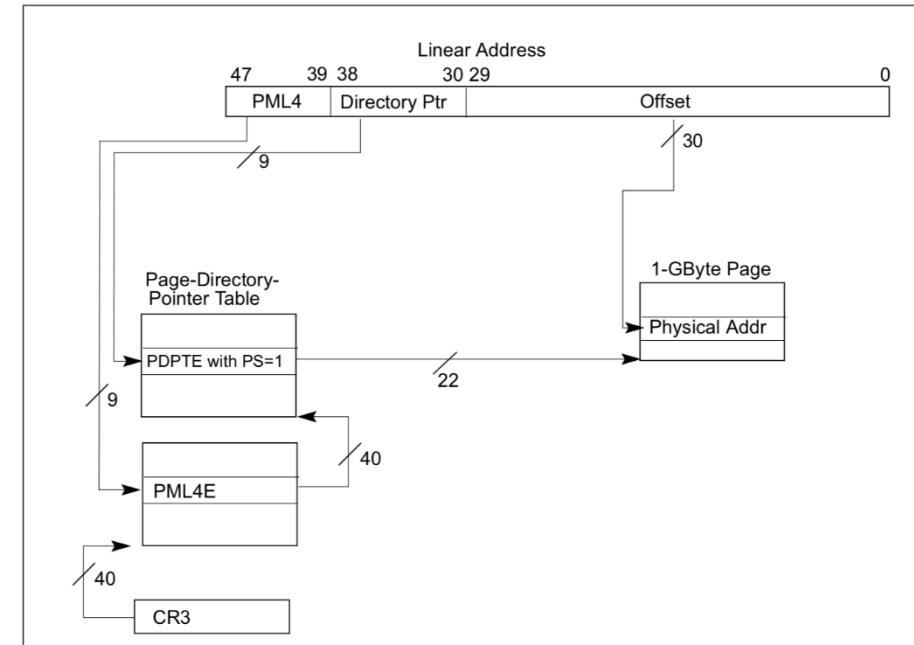 Linear Address
47 39 38 30 29 0
PML4 Directory Ptr Offset
9
30
Page-Directory-
Pointer Table
1-GByte Page
Physical Addr
PDPTE with PS=1
22
9
40
PML4E
40
CR3